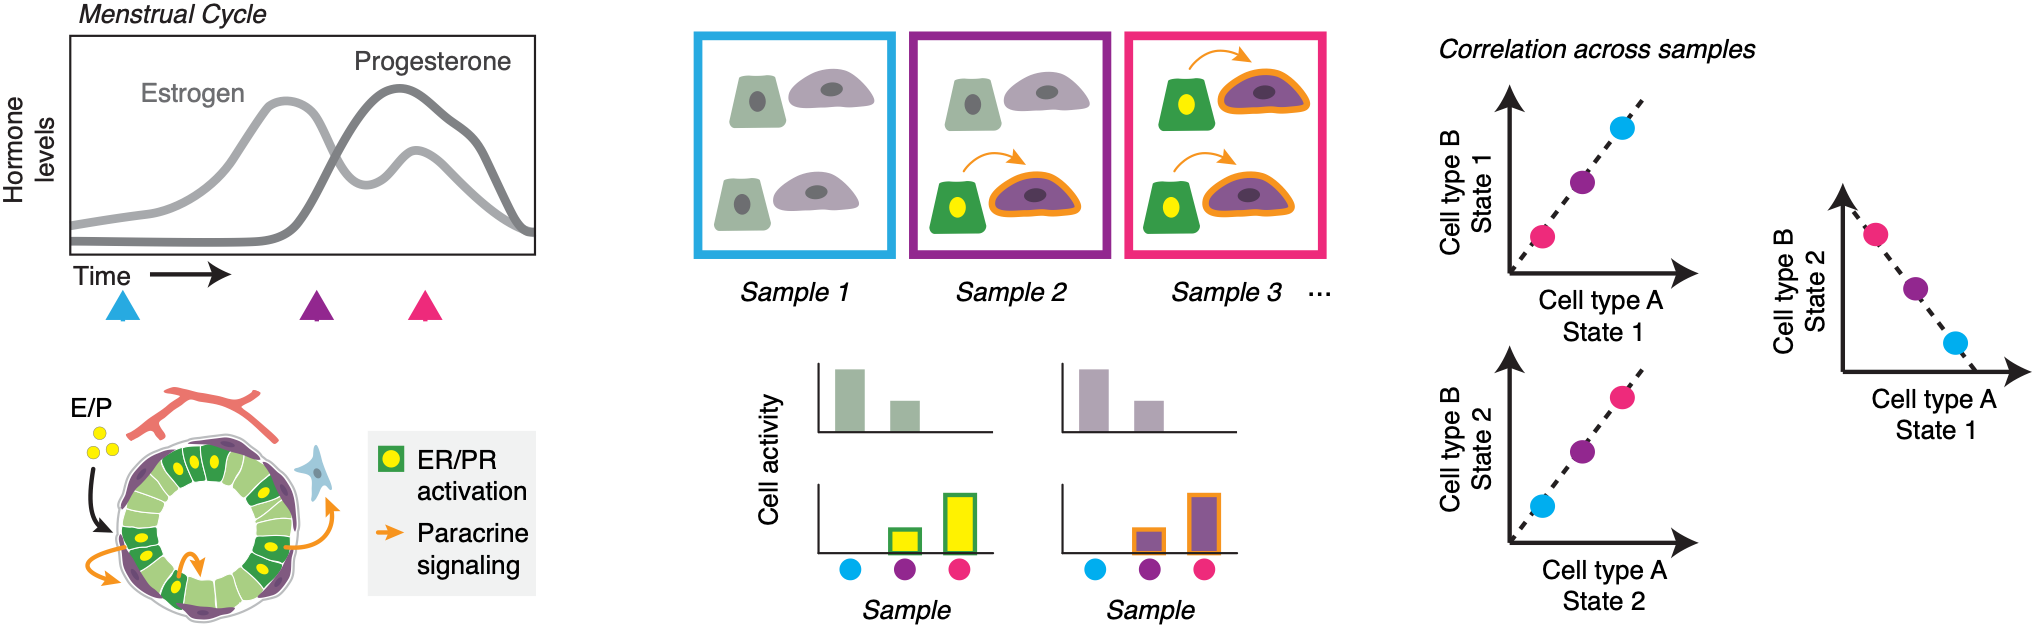 Menstrual Cycle
Hormone
levels
Estrogen
Progesterone
Time
E/P
ER/PR
activation
Paracrine
signaling
Sample 1
Sample 2
Sample 3
...
Cell activity
Sample
Sample
Correlation across samples
Cell type B
State 1
Cell type A
State 1
Cell type B
State 2
Cell type A
State 2
Cell type B
State 2
Cell type A
State 1